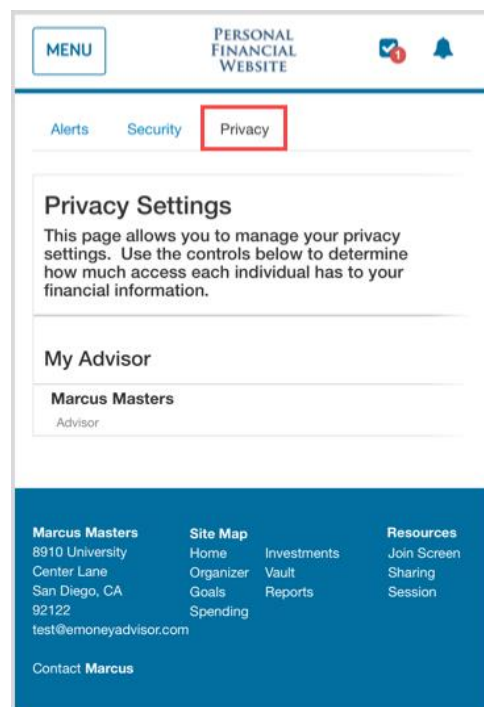 MENU
PERSONAL
FINANCIAL
WEBSITE
1
Alerts Security Privacy
Privacy Settings
This page allows you to manage your privacy
settings. Use the controls below to determine
how much access each individual has to your
financial information.
My Advisor
Marcus Masters
Advisor
Marcus Masters
8910 University
Center Lane
San Diego, CA
92122
test@emoneyadvisor.com
Contact Marcus
Site Map
Home Investments
Organizer Vault
Goals Reports
Spending
Resources
Join Screen
Sharing
Session